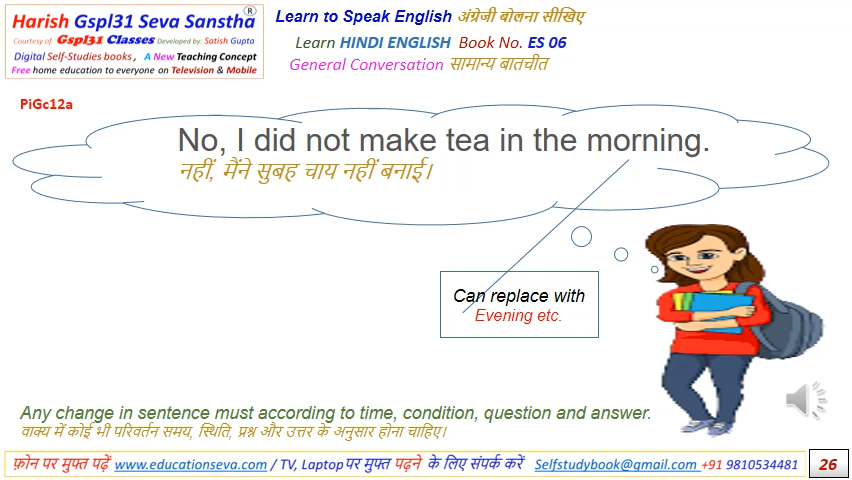 Harish Gspl31 Seva Sanstha ®
Courtesy of Gspl31 Classes Developed by: Satish Gupta
Digital Self-Studies books, A New Teaching Concept
Free home education to everyone on Television & Mobile
Learn to Speak English अंग्रेजी बोलना सीखिए
Learn HINDI ENGLISH Book No. ES 06
General Conversation सामान्य बातचीत
PiGc12a
No, I did not make tea in the morning.
नहीं, मैंने सुबह चाय नहीं बनाई।
Can replace with
Evening etc.
Any change in sentence must according to time, condition, question and answer.
वाक्य में कोई भी परिवर्तन समय, स्थिति, प्रश्न और उत्तर के अनुसार होना चाहिए।
फ़ोन पर मुफ्त पढ़ें www.educationseva.com / TV, Laptop पर मुफ्त पढ़ने के लिए संपर्क करें Selfstudybook@gmail.com +91 9810534481
26